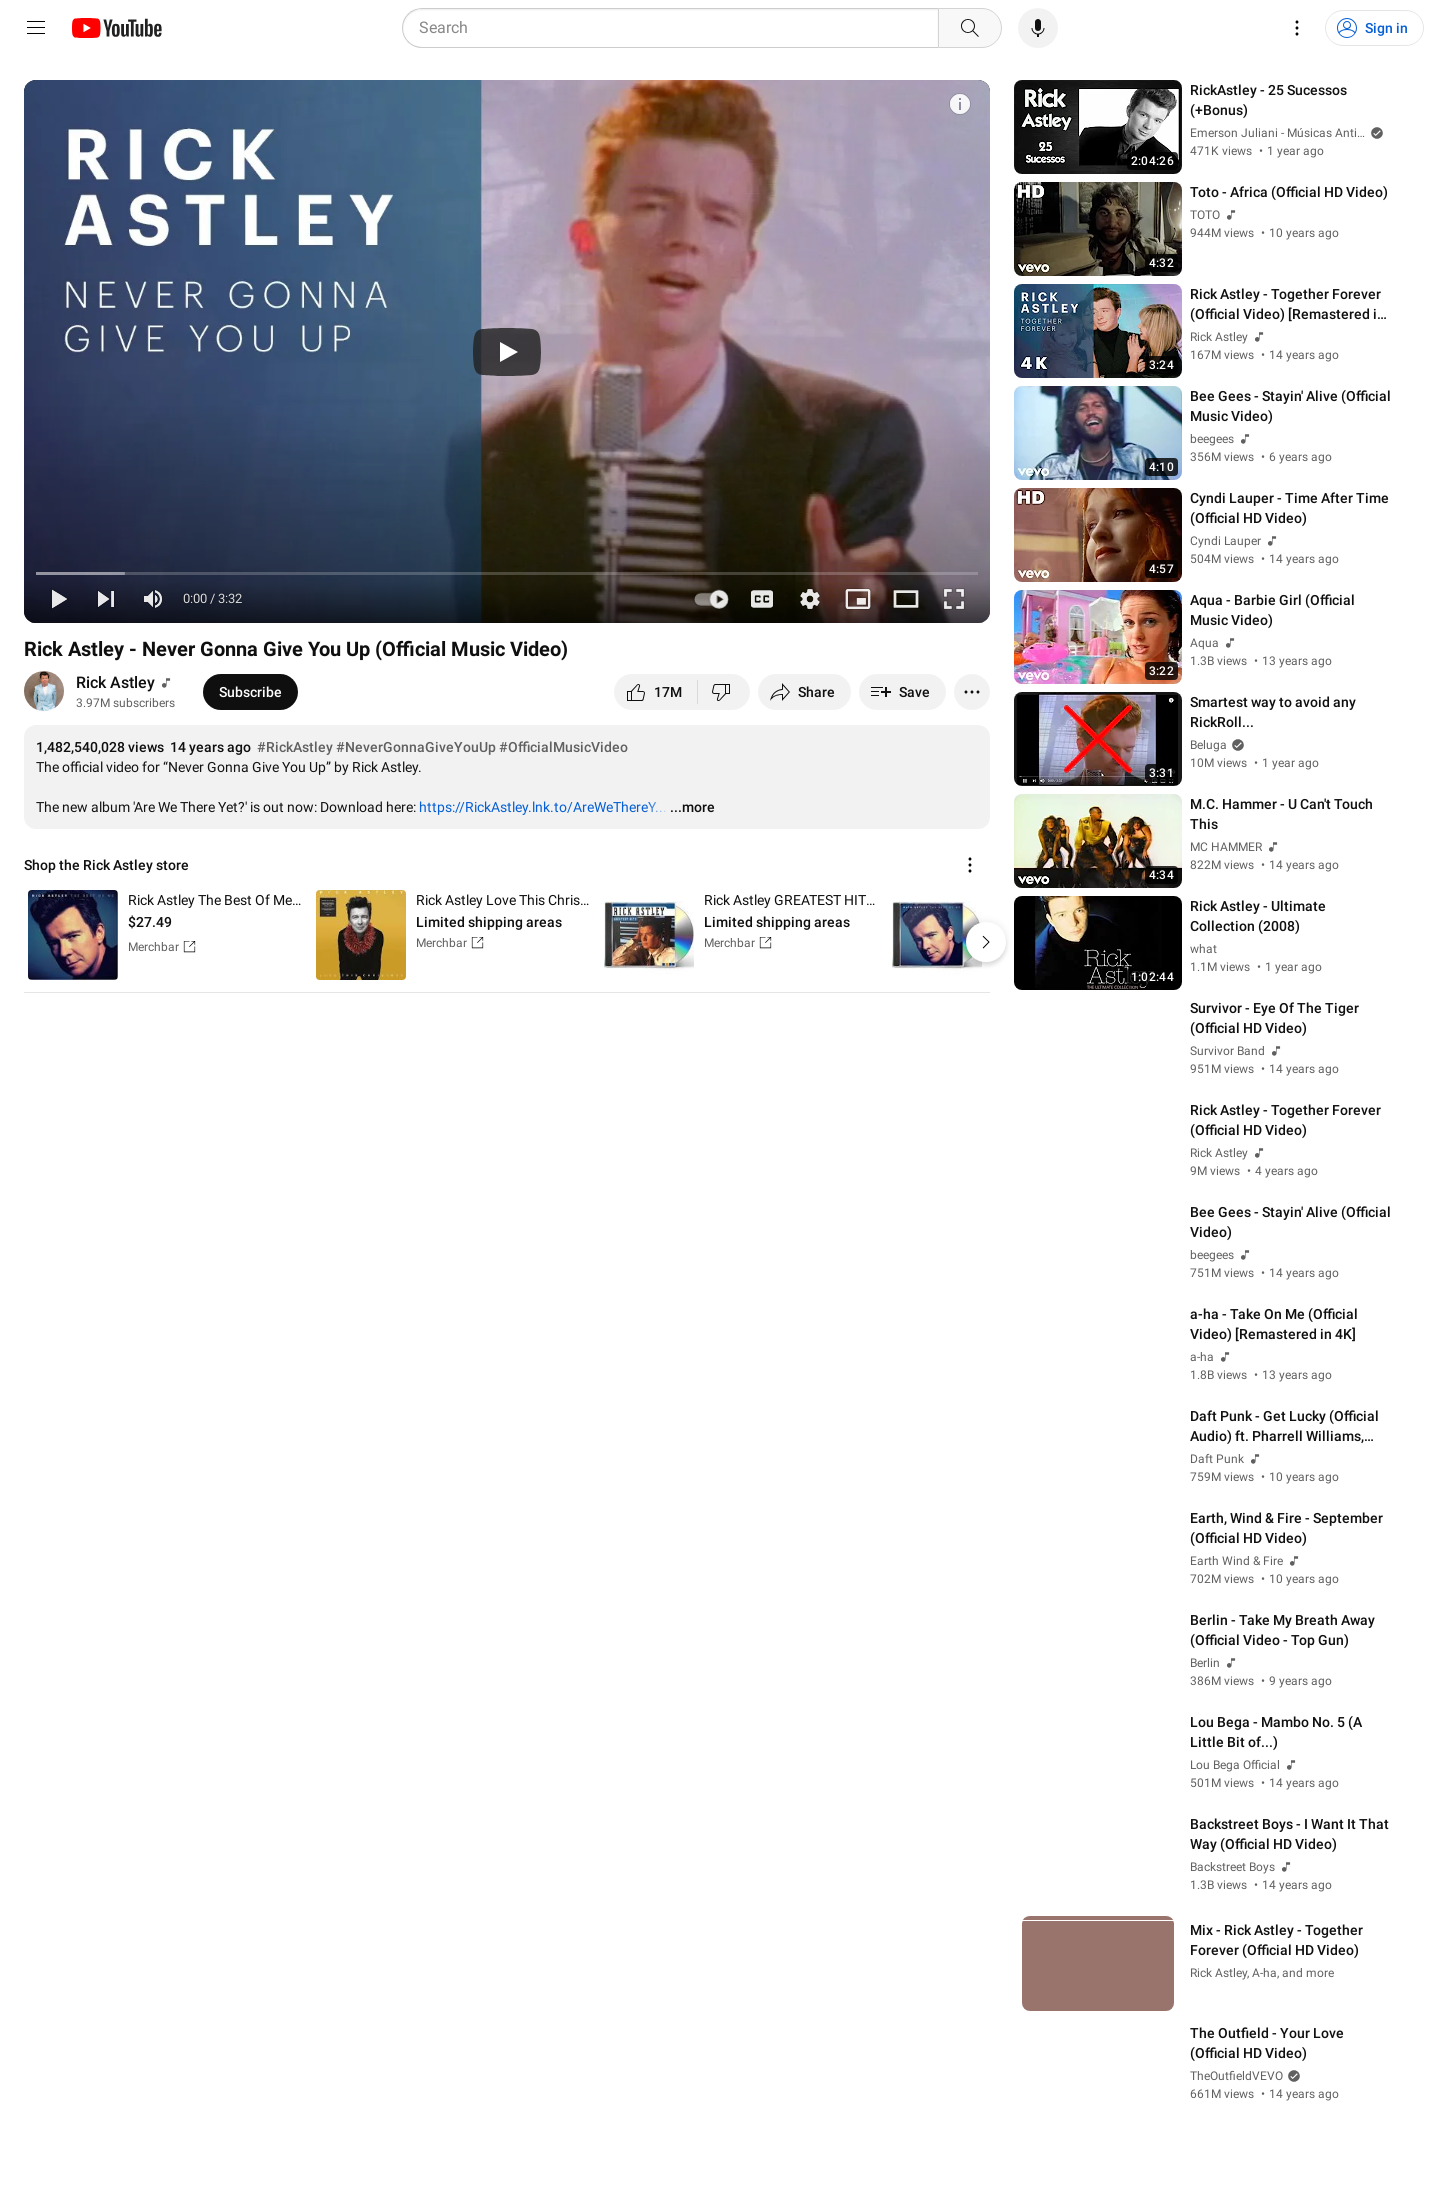 YouTube
Search
Sign in
RICK
ASTLEY
NEVER GONNA
GIVE YOU UP
0:00 / 3:32
CC
Rick Astley - Never Gonna Give You Up (Official Music Video)
Rick Astley
3.97M subscribers
Subscribe
17M
Share
Save
1,482,540,028 views 14 years ago #RickAstley #NeverGonnaGiveYouUp #OfficialMusicVideo
The official video for “Never Gonna Give You Up” by Rick Astley.
The new album 'Are We There Yet?' is out now: Download here: https://RickAstley.lnk.to/AreWeThereY... ...more
Shop the Rick Astley store
Rick Astley The Best Of Me...
$27.49
Merchbar
Rick Astley Love This Chris...
Limited shipping areas
Merchbar
RICK ASTLEY
Rick Astley GREATEST HIT...
Limited shipping areas
Merchbar
Rick
Astley
25
Sucessos
2:04:26
RickAstley - 25 Sucessos
(+Bonus)
Emerson Juliani - Músicas Anti...
471K views • 1 year ago
HD
vevo
4:32
Toto - Africa (Official HD Video)
TOTO
944M views • 10 years ago
RICK
ASTLEY
TOGETHER
FOREVER
4K
3:24
Rick Astley - Together Forever
(Official Video) [Remastered i...
Rick Astley
167M views • 14 years ago
vevo
4:10
Bee Gees - Stayin' Alive (Official
Music Video)
beegees
356M views • 6 years ago
HD
vevo
4:57
Cyndi Lauper - Time After Time
(Official HD Video)
Cyndi Lauper
504M views • 14 years ago
vevo
3:22
Aqua - Barbie Girl (Official
Music Video)
Aqua
1.3B views • 13 years ago
3:31
Smartest way to avoid any
RickRoll...
Beluga
10M views • 1 year ago
vevo
4:34
M.C. Hammer - U Can't Touch
This
MC HAMMER
822M views • 14 years ago
Rick
Astl
THE ULTIMATE COLLECTION
1:02:44
Rick Astley - Ultimate
Collection (2008)
what
1.1M views • 1 year ago
Survivor - Eye Of The Tiger
(Official HD Video)
Survivor Band
951M views • 14 years ago
Rick Astley - Together Forever
(Official HD Video)
Rick Astley
9M views • 4 years ago
Bee Gees - Stayin' Alive (Official
Video)
beegees
751M views • 14 years ago
a-ha - Take On Me (Official
Video) [Remastered in 4K]
a-ha
1.8B views • 13 years ago
Daft Punk - Get Lucky (Official
Audio) ft. Pharrell Williams,...
Daft Punk
759M views • 10 years ago
Earth, Wind & Fire - September
(Official HD Video)
Earth Wind & Fire
702M views • 10 years ago
Berlin - Take My Breath Away
(Official Video - Top Gun)
Berlin
386M views • 9 years ago
Lou Bega - Mambo No. 5 (A
Little Bit of...)
Lou Bega Official
501M views • 14 years ago
Backstreet Boys - I Want It That
Way (Official HD Video)
Backstreet Boys
1.3B views • 14 years ago
Mix - Rick Astley - Together
Forever (Official HD Video)
Rick Astley, A-ha, and more
The Outfield - Your Love
(Official HD Video)
TheOutfieldVEVO
661M views • 14 years ago